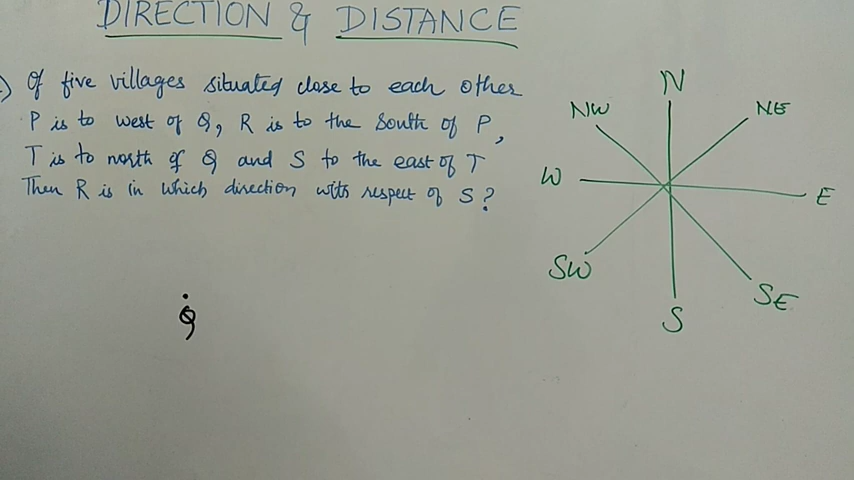 DIRECTION & DISTANCE
Of five villages situated close to each other
P is to west of Q, R is to the South of P,
T is to north of Q and S to the east of T
Then R is in which direction with respect of S?
N
NW
NE
W
E
SW
SE
S
Q